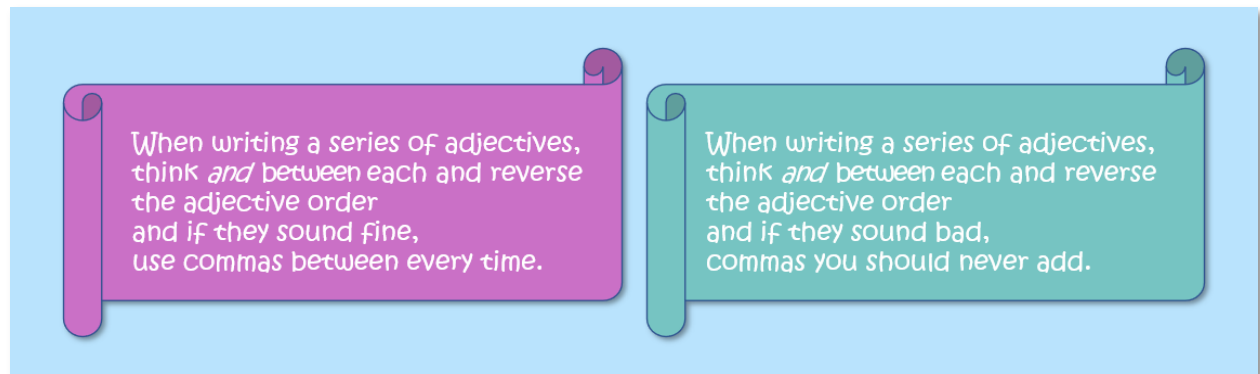 When writing a series of adjectives,
think and between each and reverse
the adjective order
and if they sound fine,
use commas between every time.
When writing a series of adjectives,
think and between each and reverse
the adjective order
and if they sound bad,
commas you should never add.